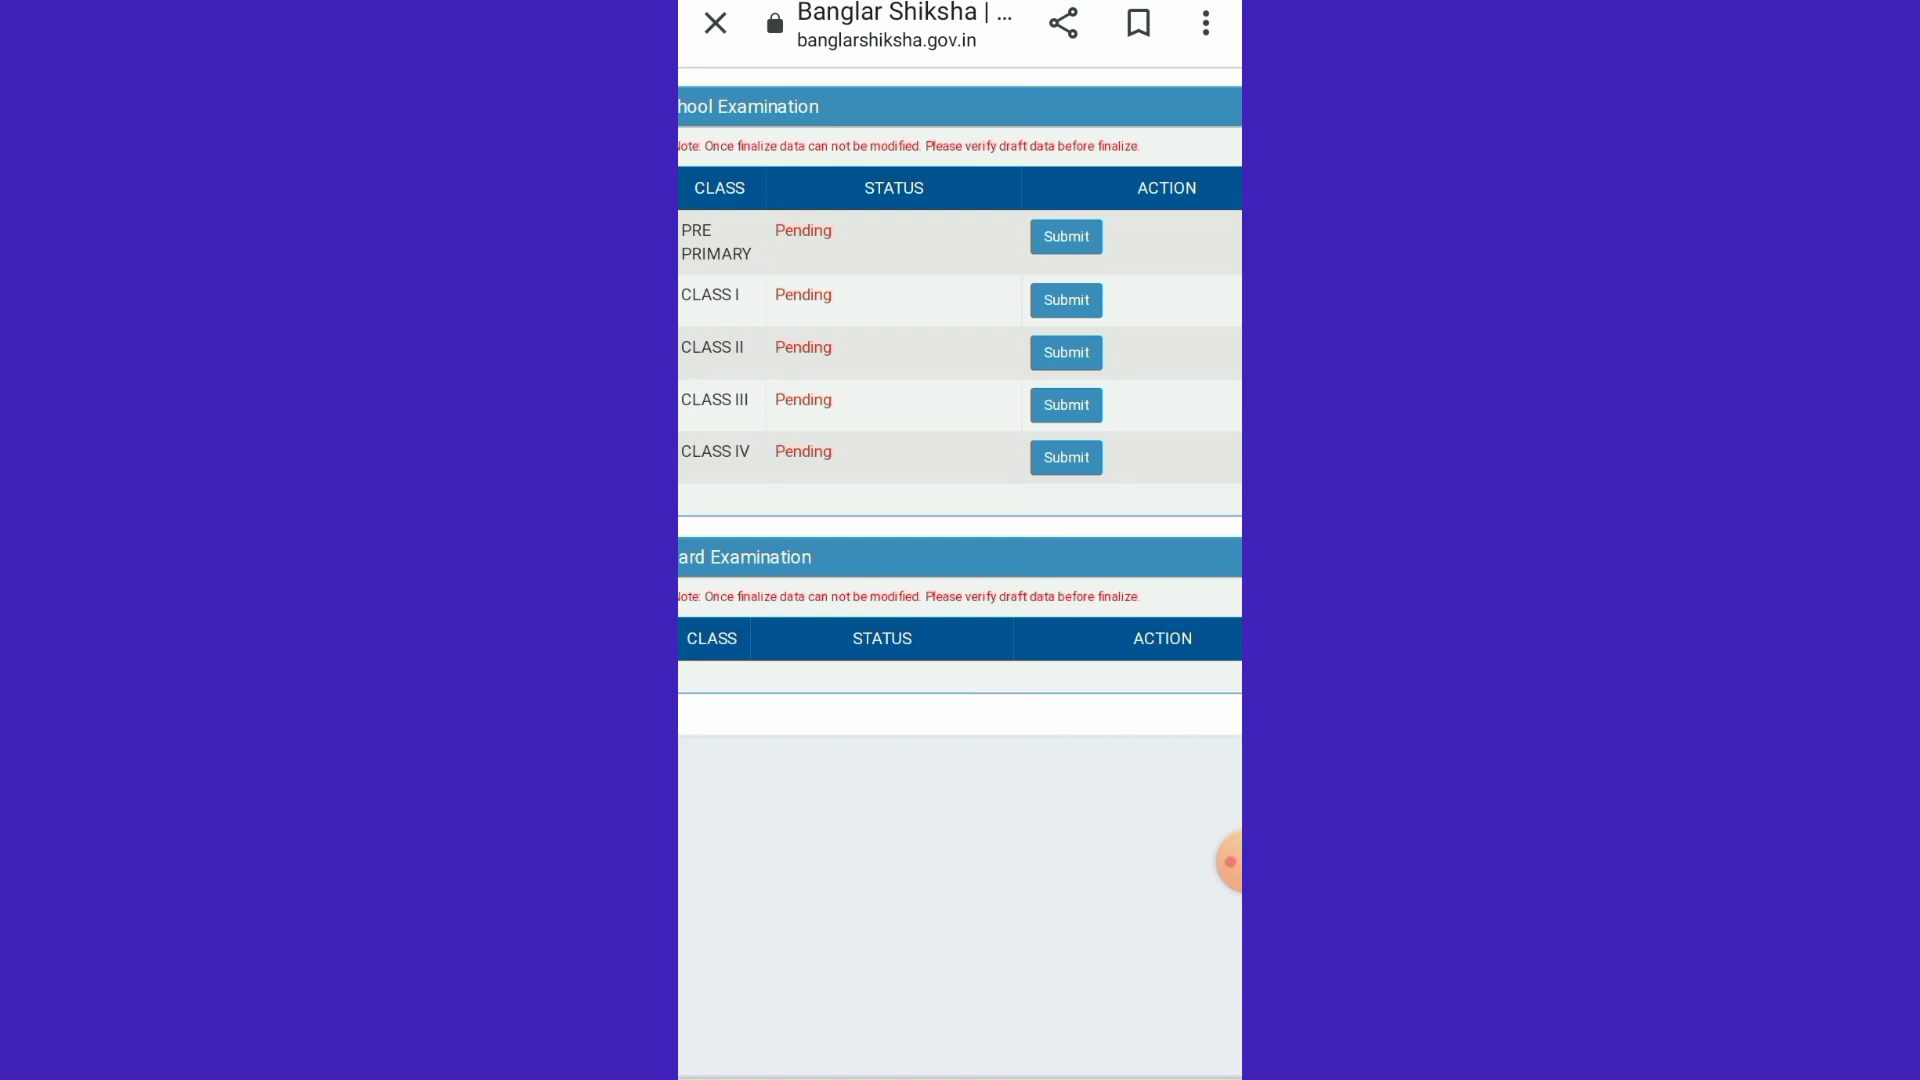 Banglar Shiksha | ...
banglarshiksha.gov.in
hool Examination
Note: Once finalize data can not be modified. Please verify draft data before finalize.
CLASS STATUS ACTION
PRE PRIMARY Pending Submit
CLASS I Pending Submit
CLASS II Pending Submit
CLASS III Pending Submit
CLASS IV Pending Submit
ard Examination
Note: Once finalize data can not be modified. Please verify draft data before finalize.
CLASS STATUS ACTION